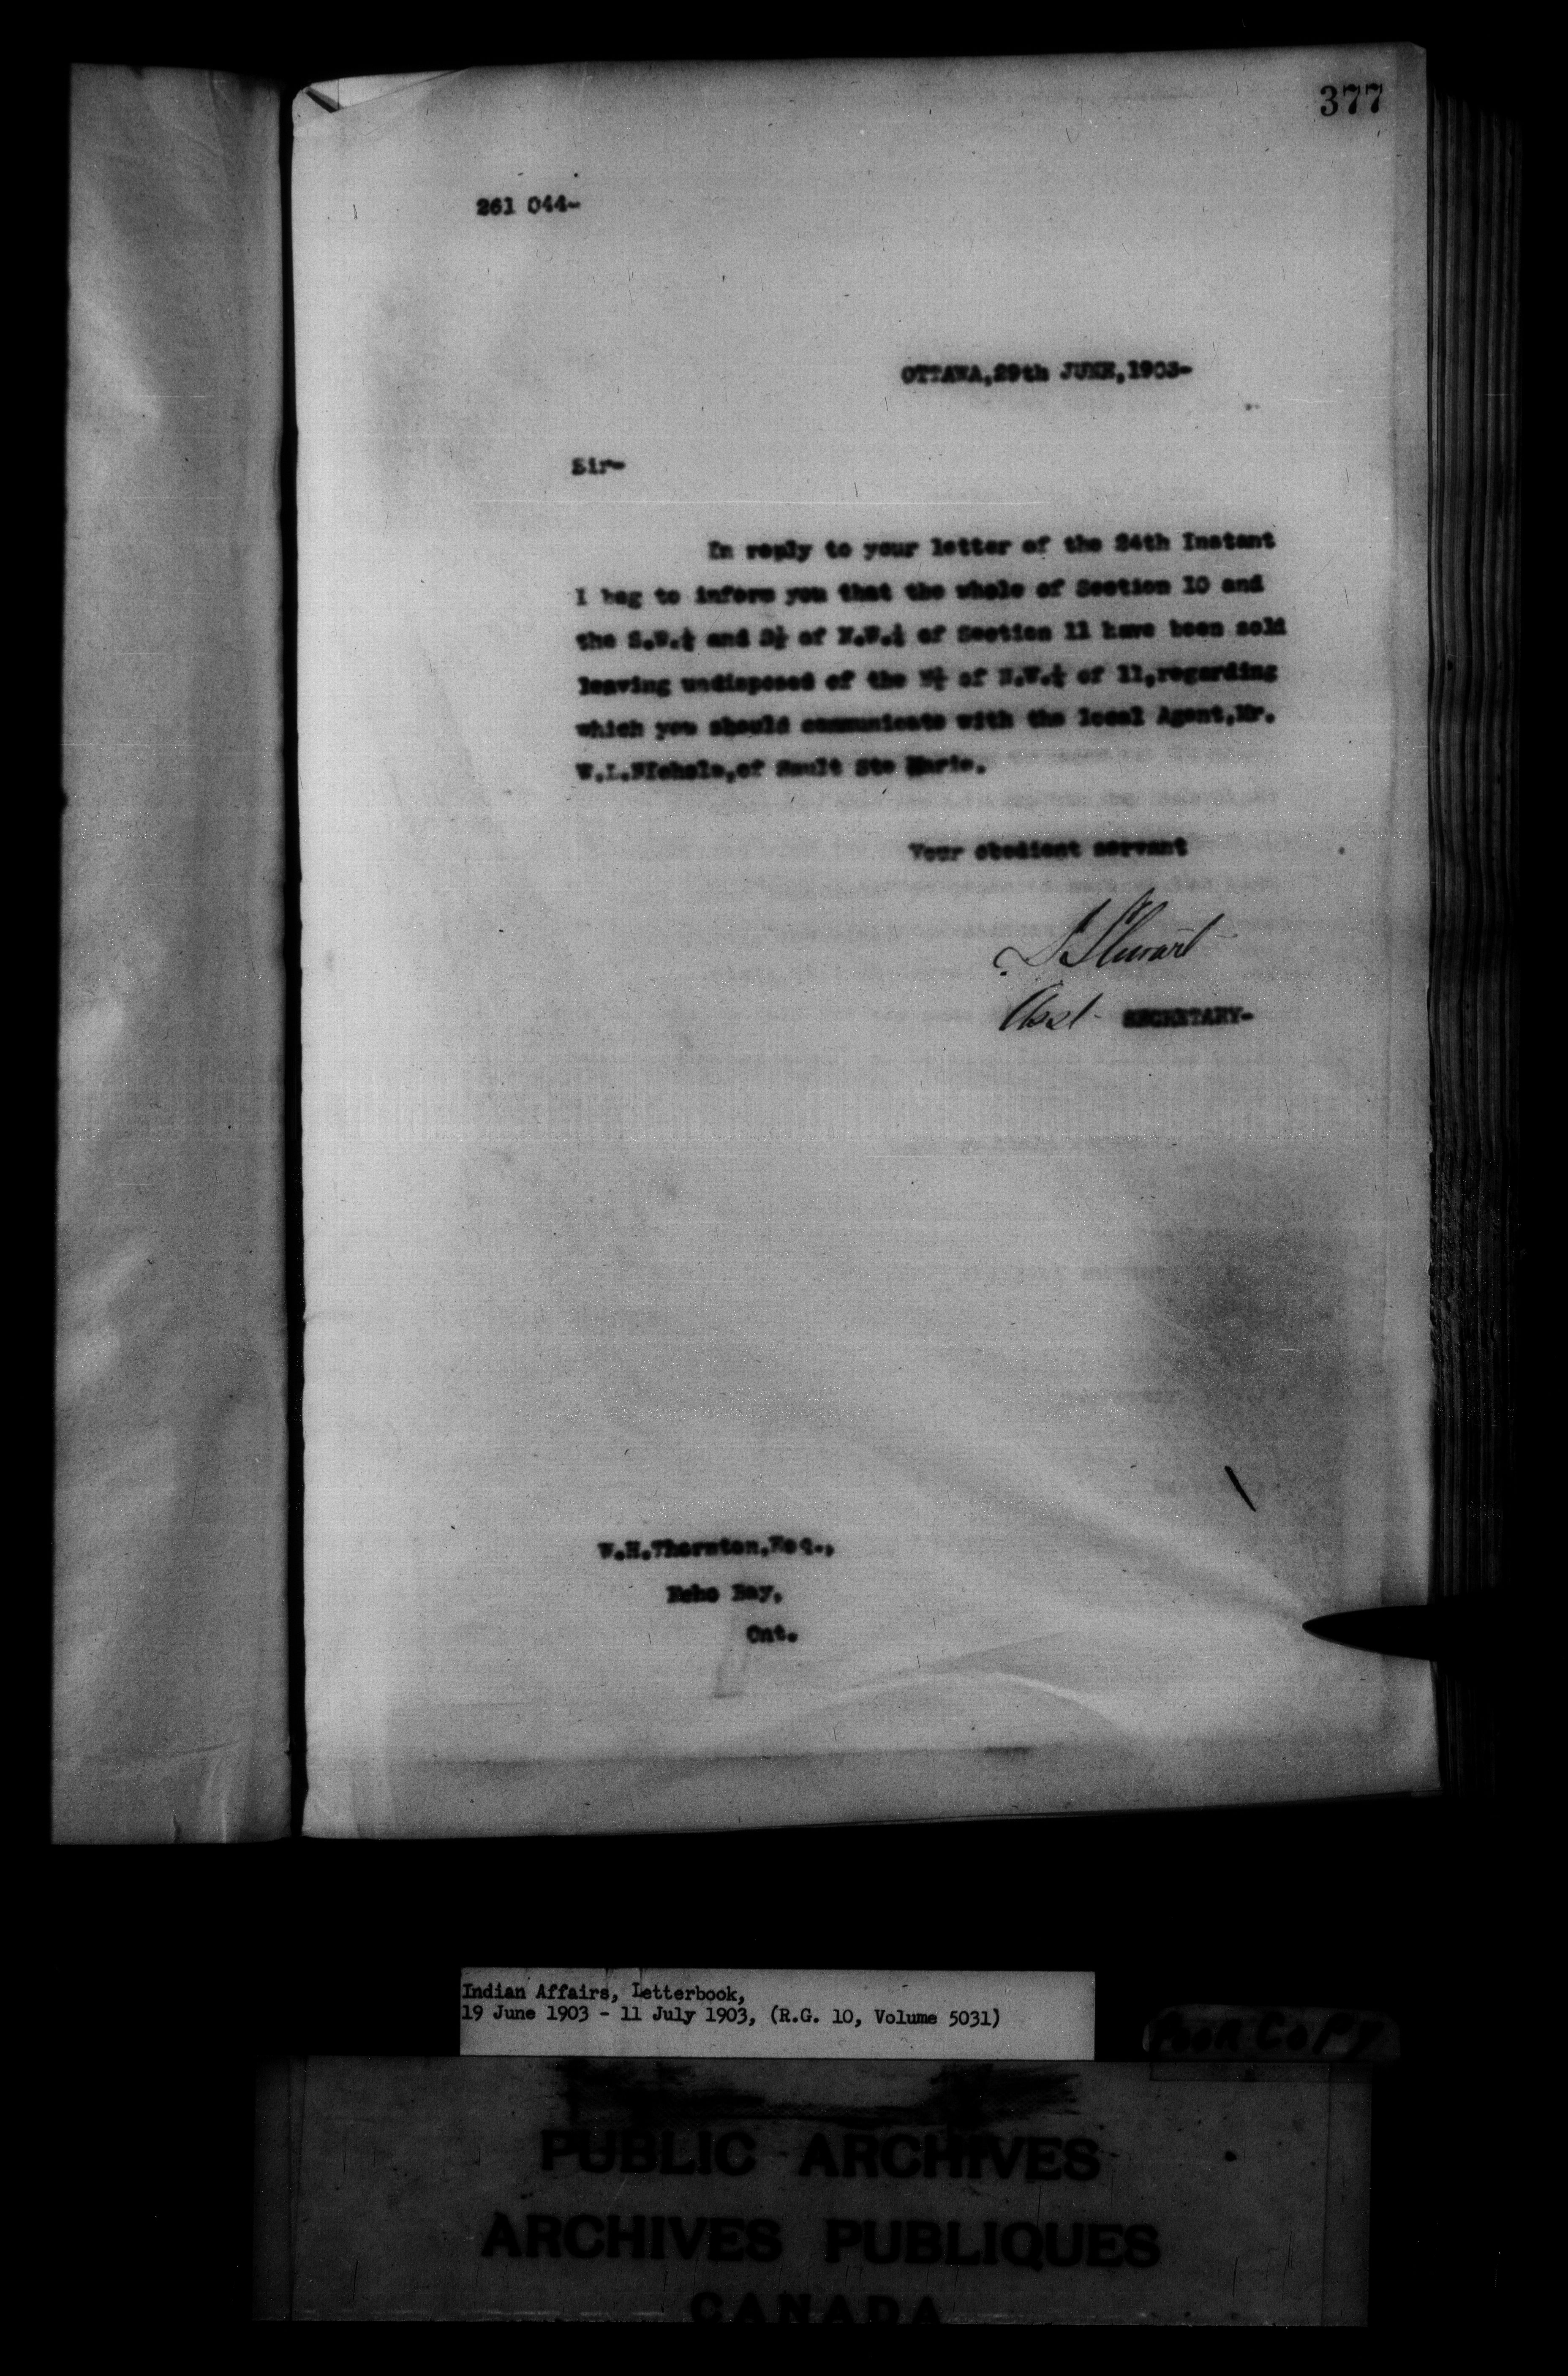 377
261 044-
OTTAWA,29th JUNE,1903-
Sir-
In reply to your letter of the 24th Instant
I beg to inform you that the whole of Section 10 and
the S.W.¼ and S½ of N.W.¼ of Section 11 have been sold
leaving undisposed of the N½ of N.W.¼ of 11,regarding
which you should communicate with the local Agent,Mr.
W.L.Nichols,of Sault Ste Marie.
Your obedient servant
S Stewart
Asst- SECRETARY-
W.H.Thornton,Esq.,
Echo Bay,
Ont.
Indian Affairs, Letterbook,
19 June 1903 - 11 July 1903, (R.G. 10, Volume 5031)
POOR COPY
PUBLIC ARCHIVES
ARCHIVES PUBLIQUES
CANADA